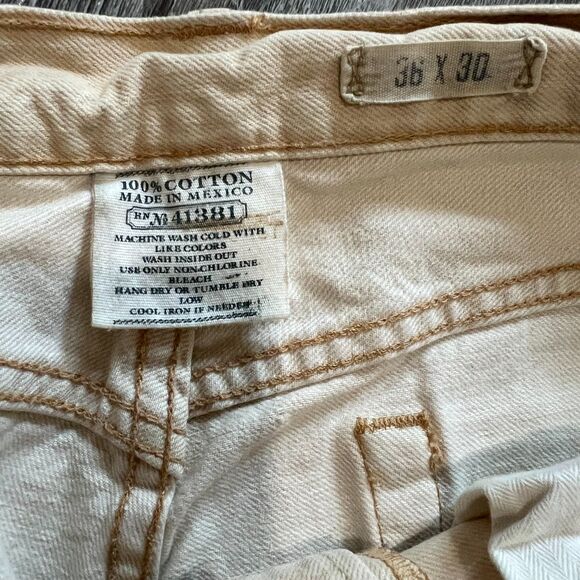 36 X 30
100% COTTON
MADE IN MEXICO
RN № 41381
MACHINE WASH COLD WITH
LIKE COLORS
WASH INSIDE OUT
USE ONLY NON-CHLORINE
BLEACH
HANG DRY OR TUMBLE DRY
LOW
COOL IRON IF NEEDED